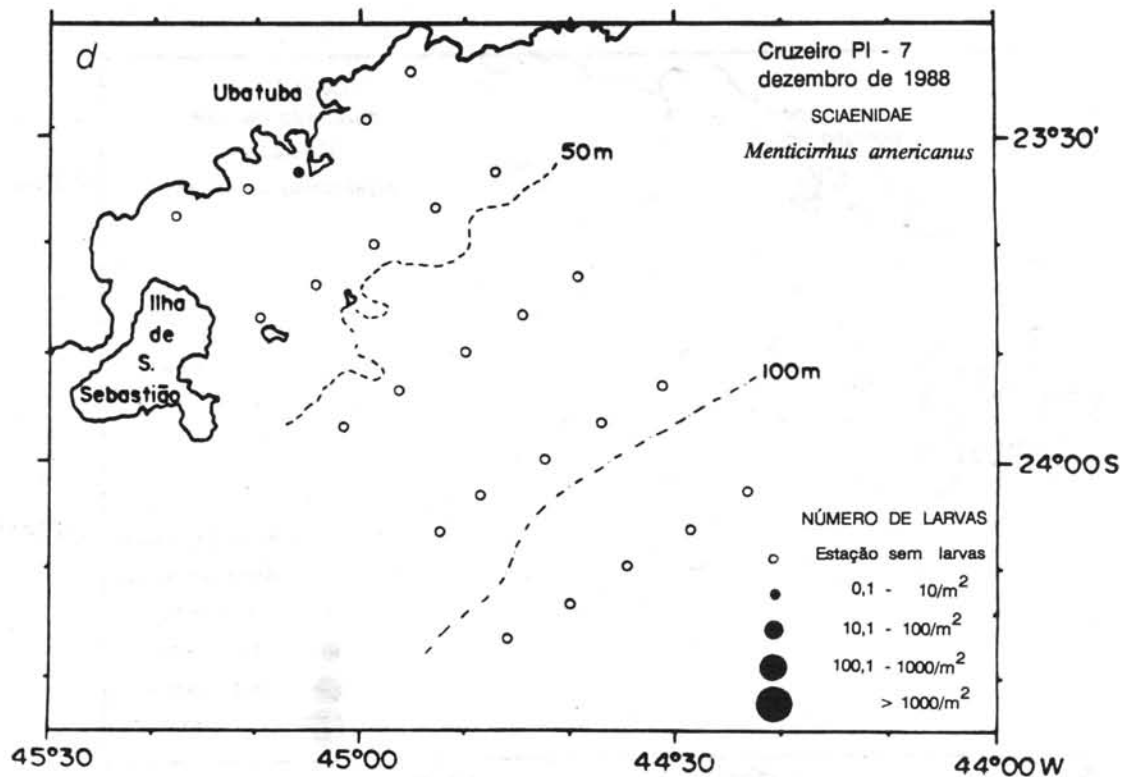 d
Cruzeiro PI - 7
dezembro de 1988
SCIAENIDAE
Menticirrhus americanus
Ubatuba
23°30'
50m
Ilha
de
S.
Sebastião
100m
24°00S
NÚMERO DE LARVAS
Estação sem larvas
0,1 - 10/m²
10,1 - 100/m²
100,1 - 1000/m²
> 1000/m²
45°30
45°00
44°30
44°00W